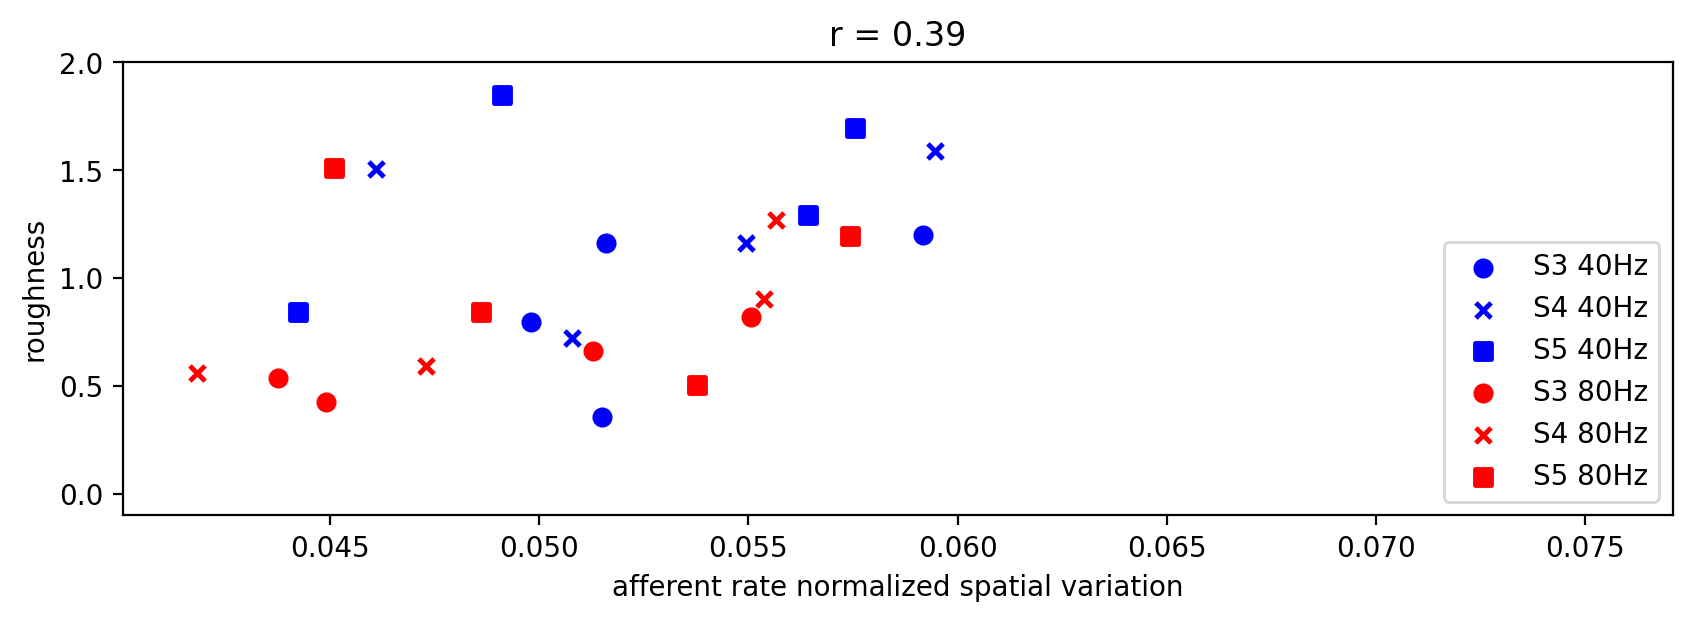 r = 0.39
2.0
1.5
1.0
0.5
0.0
roughness
S3 40Hz
S4 40Hz
S5 40Hz
S3 80Hz
S4 80Hz
S5 80Hz
0.045 0.050 0.055 0.060 0.065 0.070 0.075
afferent rate normalized spatial variation